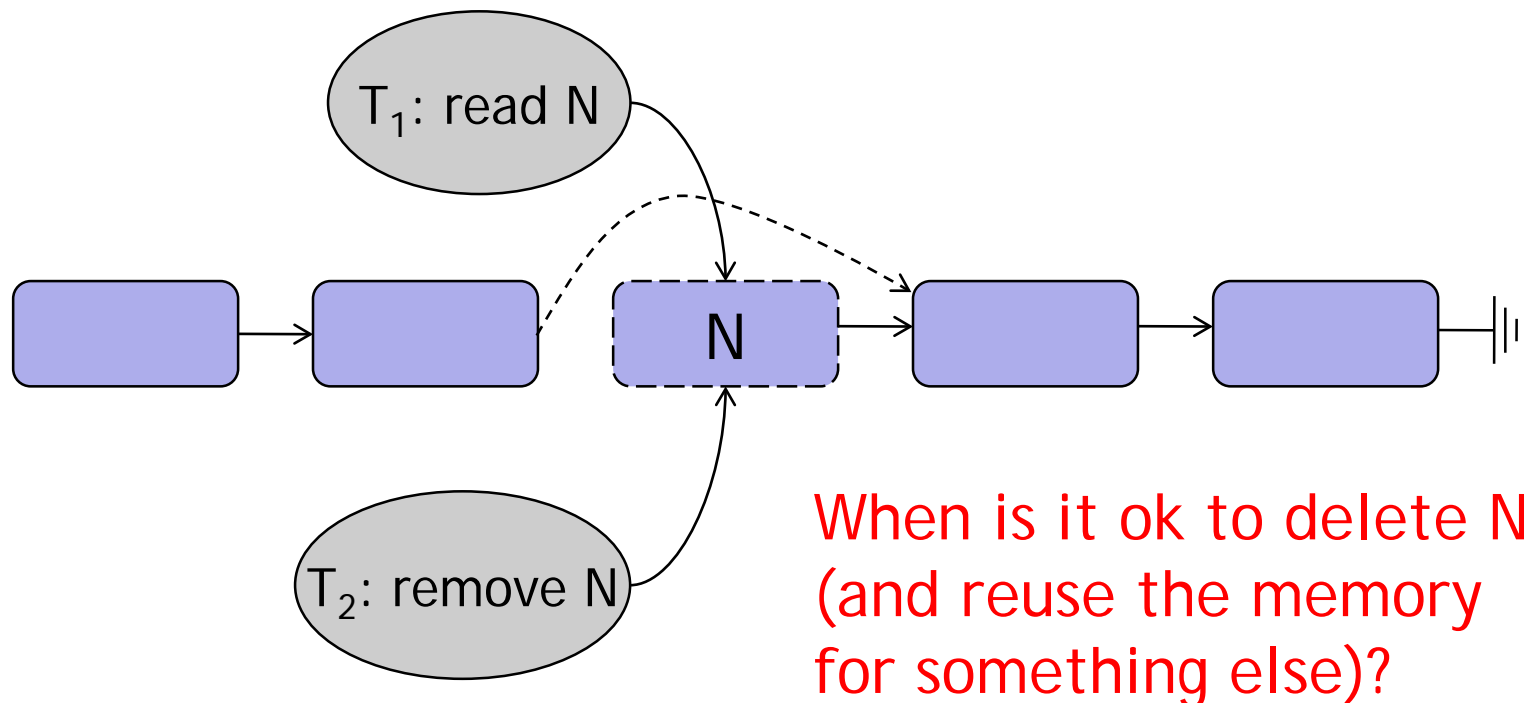 T₁: read N
N
T₂: remove N
When is it ok to delete N
(and reuse the memory
for something else)?